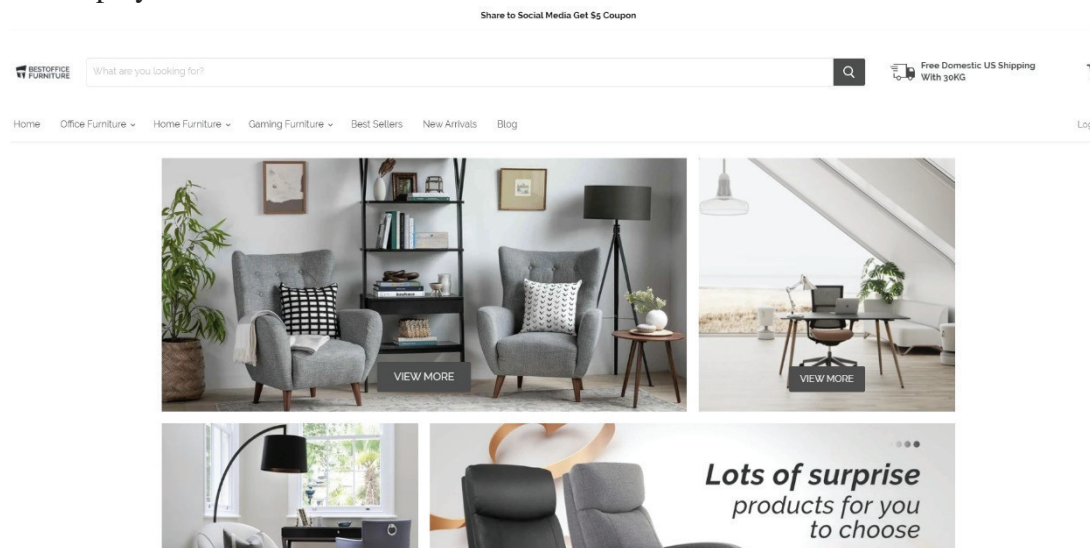 Share to Social Media Get $5 Coupon
BESTOFFICE
FURNITURE
What are you looking for?
Free Domestic US Shipping
With 30KG
Home Office Furniture Home Furniture Gaming Furniture Best Sellers New Arrivals Blog
VIEW MORE
VIEW MORE
Lots of surprise
products for you
to choose